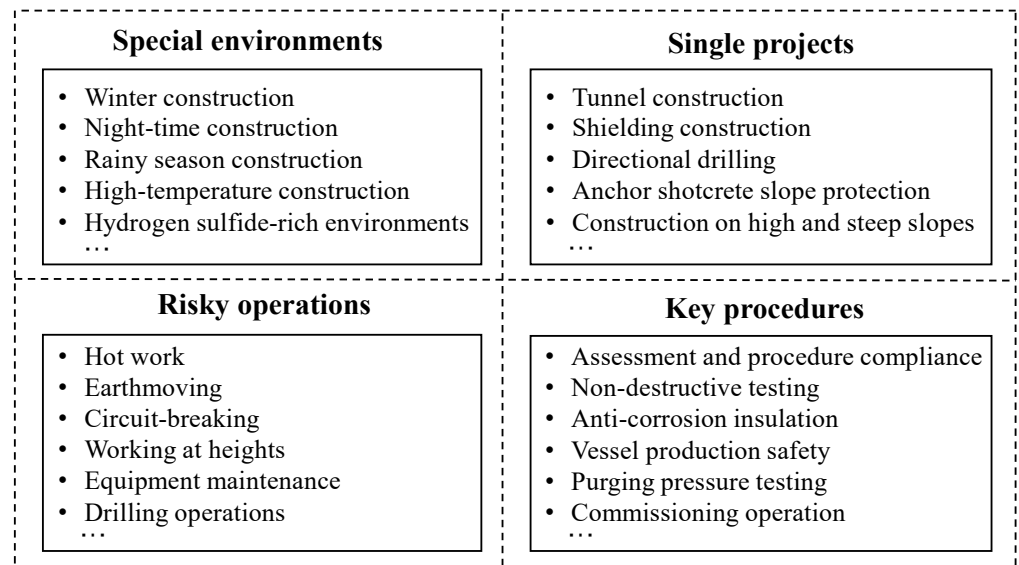 Special environments
• Winter construction
• Night-time construction
• Rainy season construction
• High-temperature construction
• Hydrogen sulfide-rich environments
...
Single projects
• Tunnel construction
• Shielding construction
• Directional drilling
• Anchor shotcrete slope protection
• Construction on high and steep slopes
...
Risky operations
• Hot work
• Earthmoving
• Circuit-breaking
• Working at heights
• Equipment maintenance
• Drilling operations
...
Key procedures
• Assessment and procedure compliance
• Non-destructive testing
• Anti-corrosion insulation
• Vessel production safety
• Purging pressure testing
• Commissioning operation
...